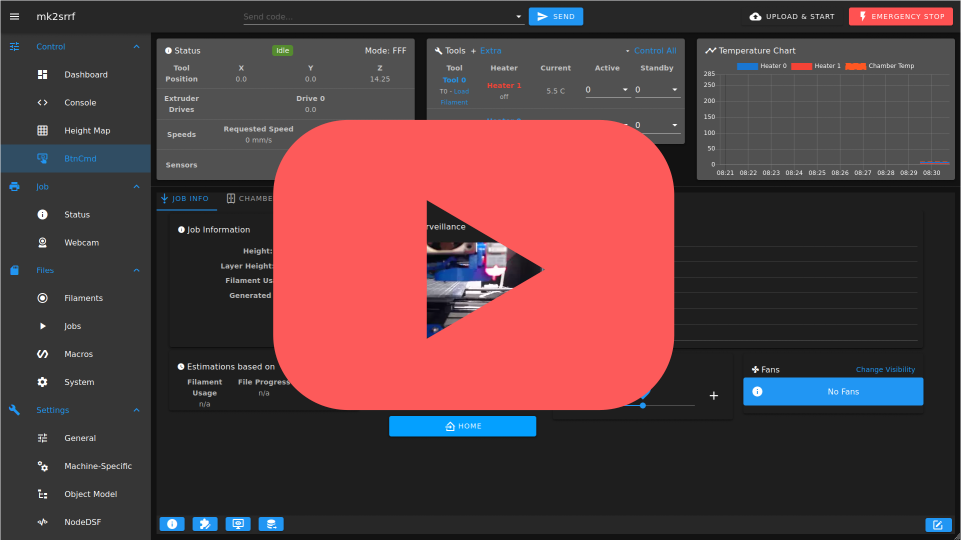 mk2srrf
Send code...
SEND
UPLOAD & START
EMERGENCY STOP
Control
Dashboard
Console
Height Map
BtnCmd
Job
Status
Webcam
Files
Filaments
Jobs
Macros
System
Settings
General
Machine-Specific
Object Model
NodeDSF
Status
Idle
Mode: FFF
Tool Position
X
Y
Z
0.0
0.0
14.25
Extruder Drives
Drive 0
0.0
Speeds
Requested Speed
0 mm/s
Sensors
Tools + Extra
Control All
Tool
Heater
Current
Active
Standby
Tool 0
T0 - Load Filament
Heater 1
off
5.5 C
0
0
0
Temperature Chart
Heater 0
Heater 1
Chamber Temp
285
250
200
150
100
50
0
08:21
08:22
08:23
08:24
08:25
08:26
08:27
08:28
08:29
08:30
JOB INFO
CHAMBE
Job Information
Height:
Layer Height:
Filament Us
Generated
rveillance
Estimations based on
Filament Usage
n/a
File Progress
n/a
HOME
Fans
Change Visibility
No Fans